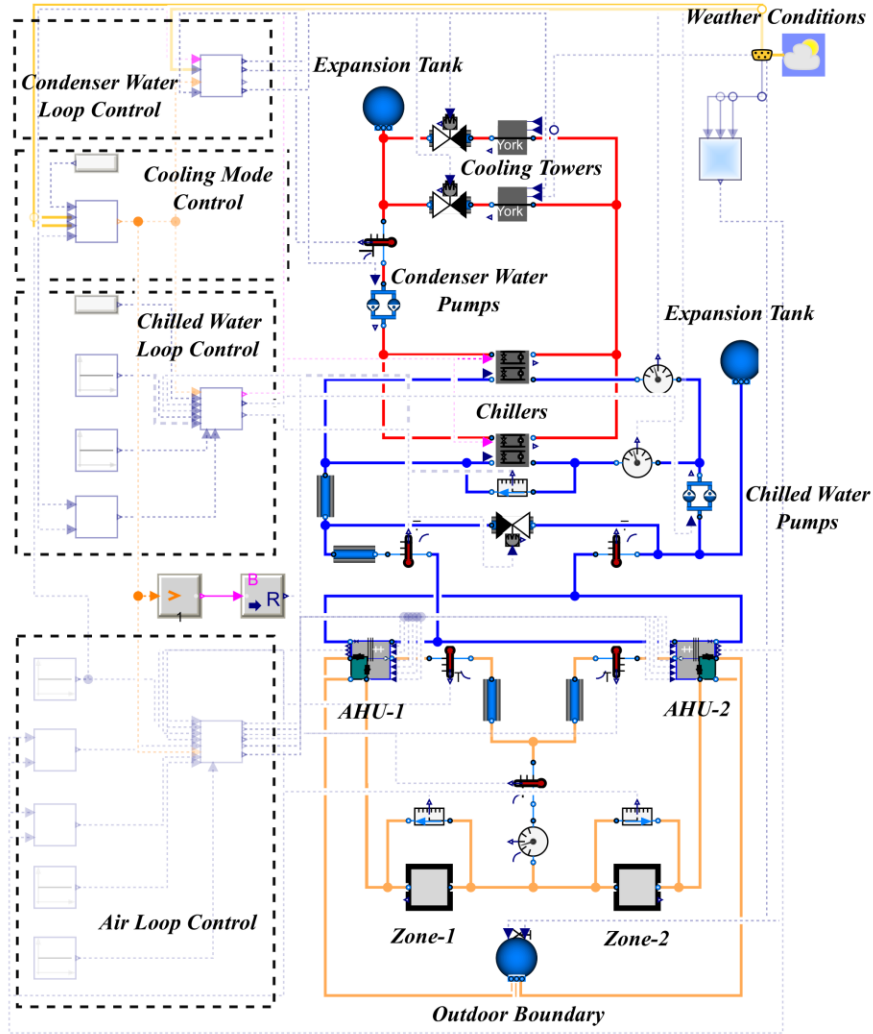 Weather Conditions
Expansion Tank
Condenser Water
Loop Control
York
Cooling Towers
York
Cooling Mode
Control
Condenser Water
Pumps
Expansion Tank
Chilled Water
Loop Control
Chillers
Chilled Water
Pumps
>
1
B
R
AHU-1
AHU-2
T
T
Zone-1
Zone-2
Air Loop Control
Outdoor Boundary